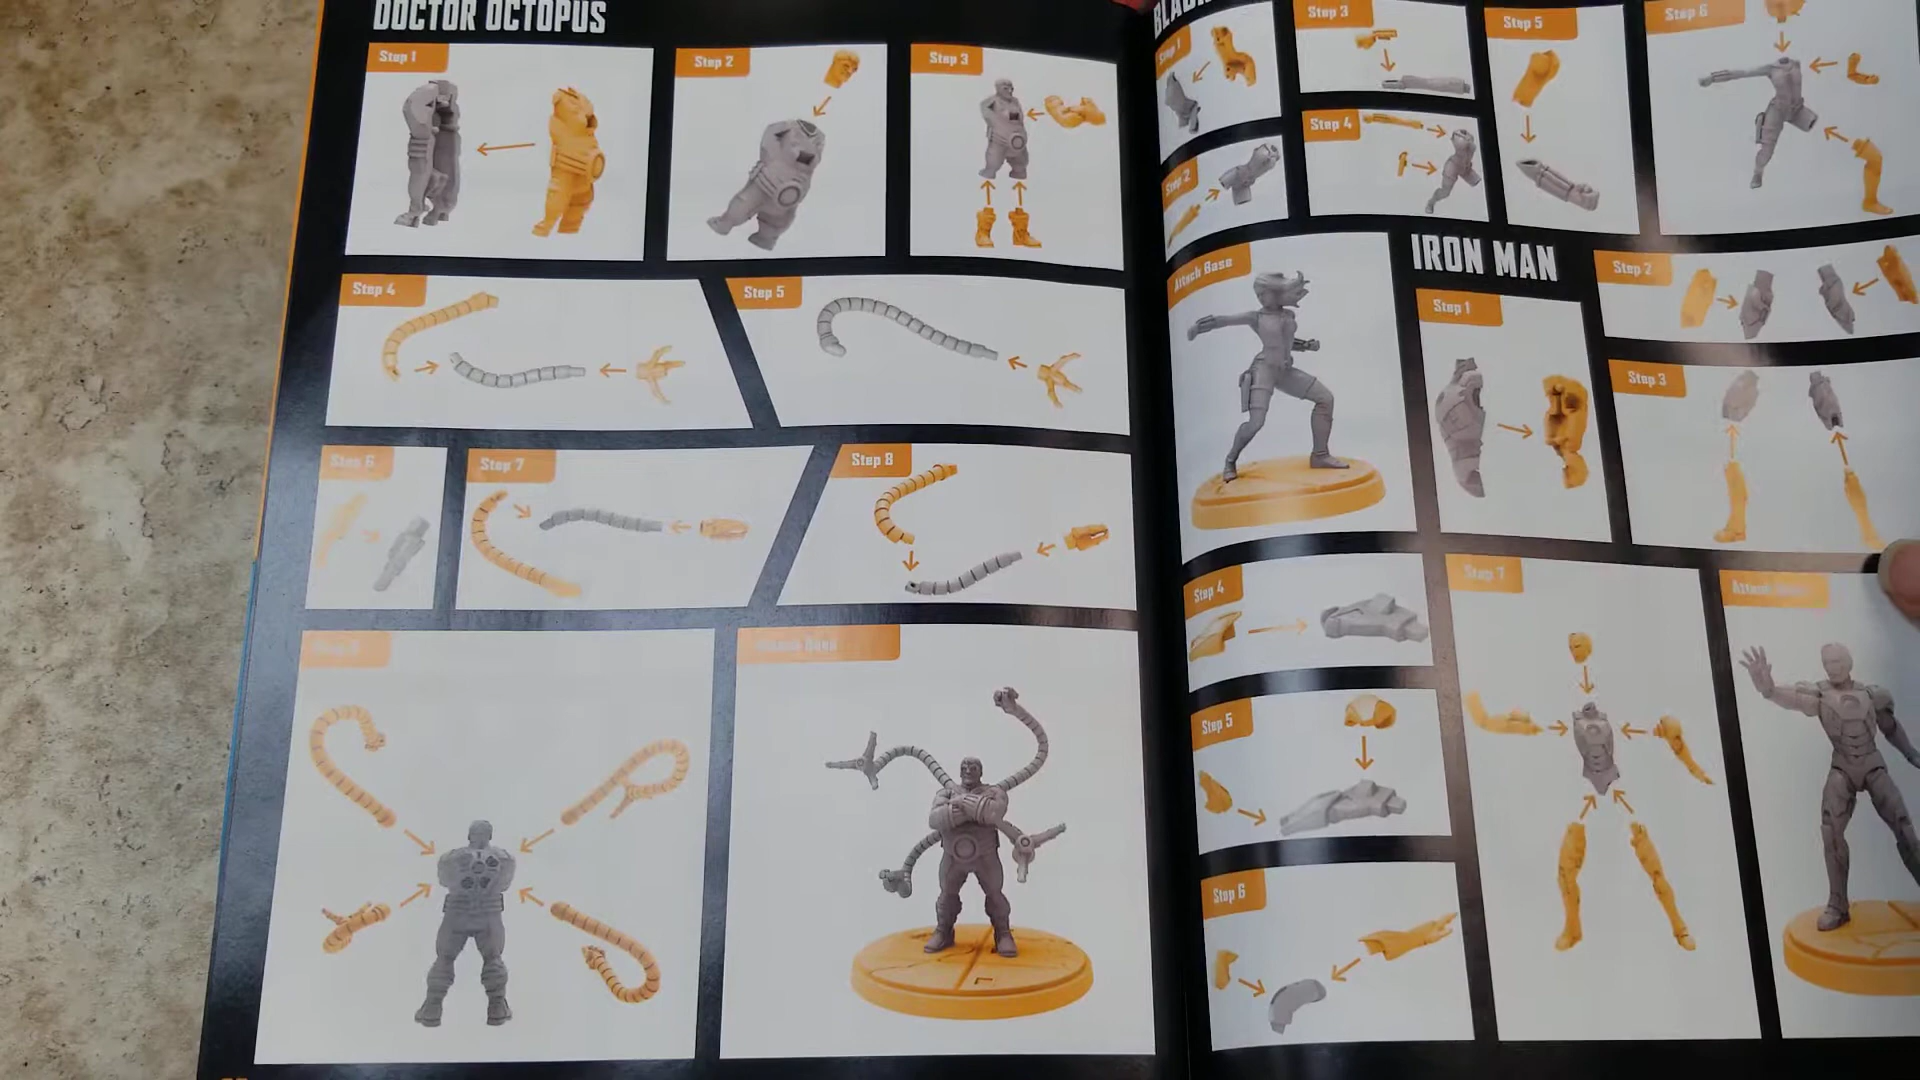 DOCTOR OCTOPUS
Step 1
Step 2
Step 3
Step 4
Step 5
Step 6
Step 7
Step 8
Step 1
Step 2
Step 3
Step 4
Step 5
Step 6
Attach Base
IRON MAN
Step 1
Step 2
Step 3
Step 4
Step 5
Step 6
Step 7
Attach